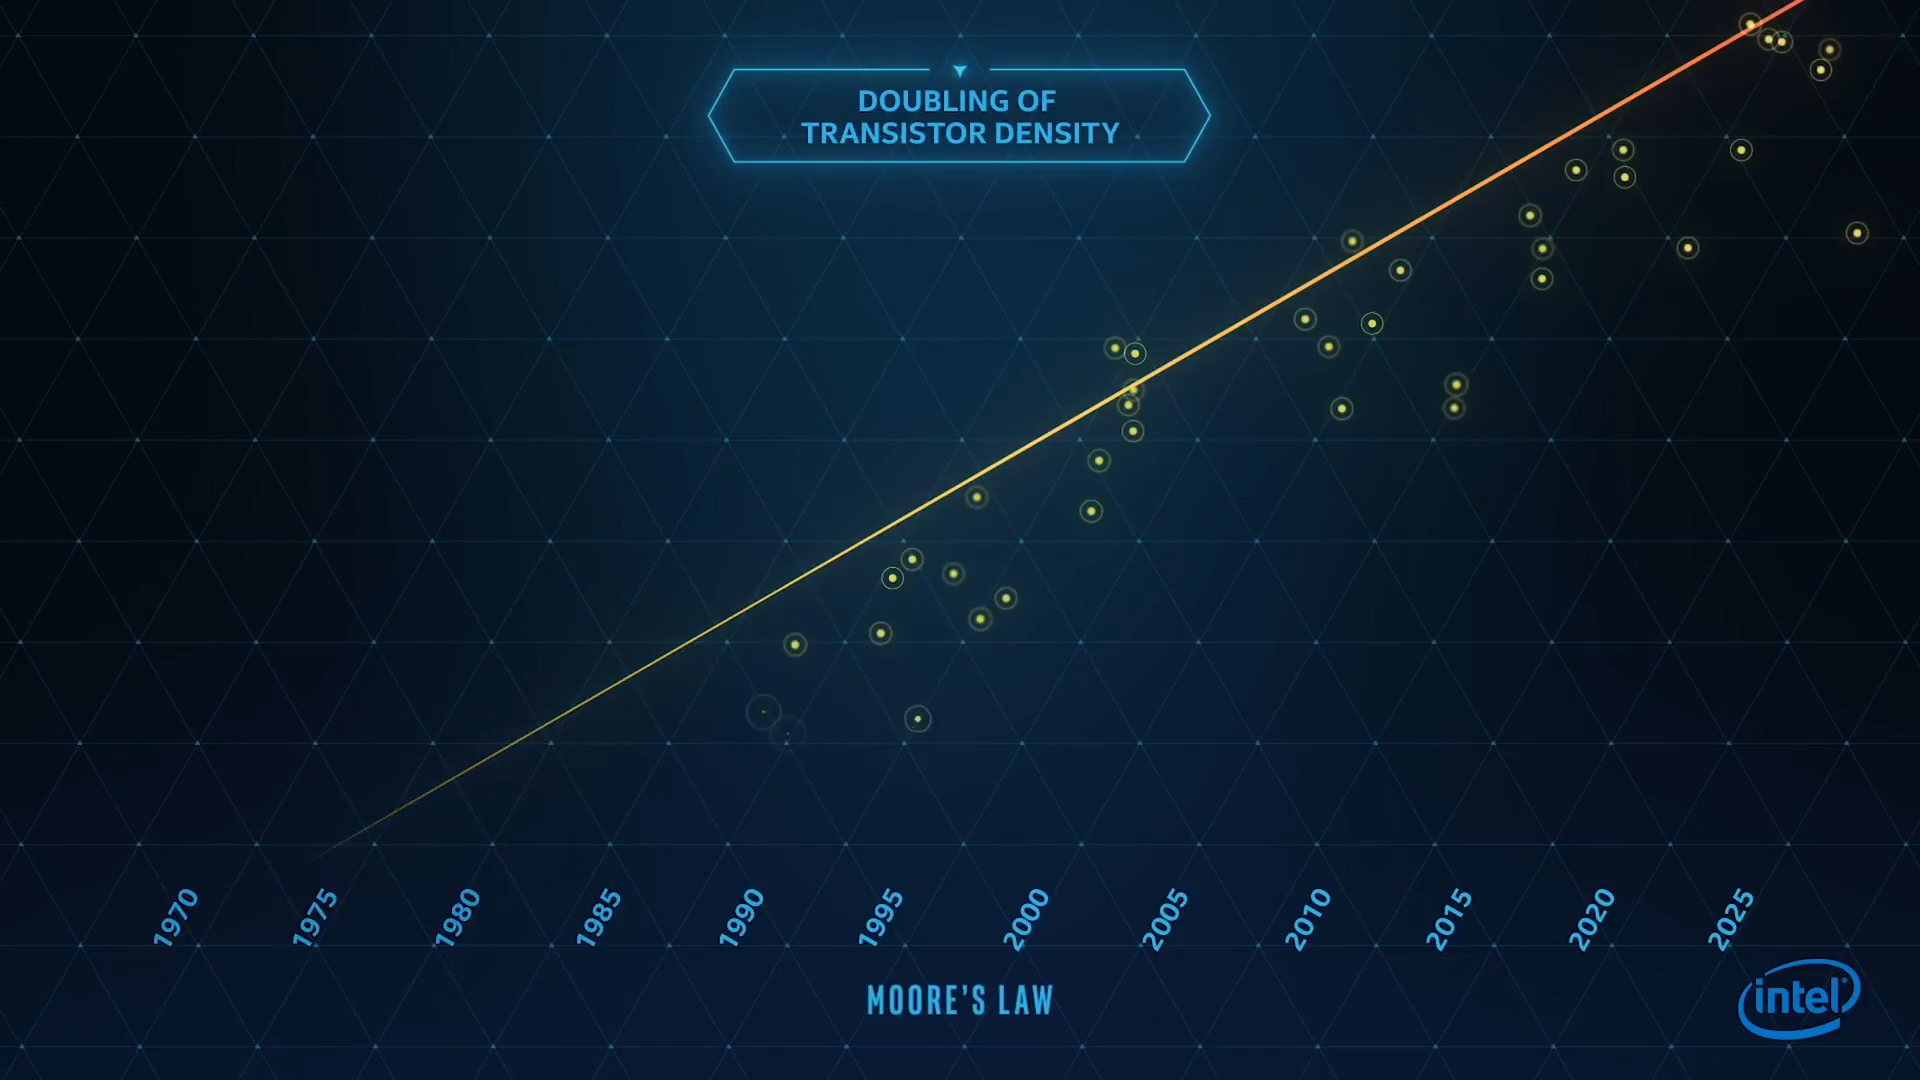 DOUBLING OF
TRANSISTOR DENSITY
1970 1975 1980 1985 1990 1995 2000 2005 2010 2015 2020 2025
MOORE'S LAW
intel